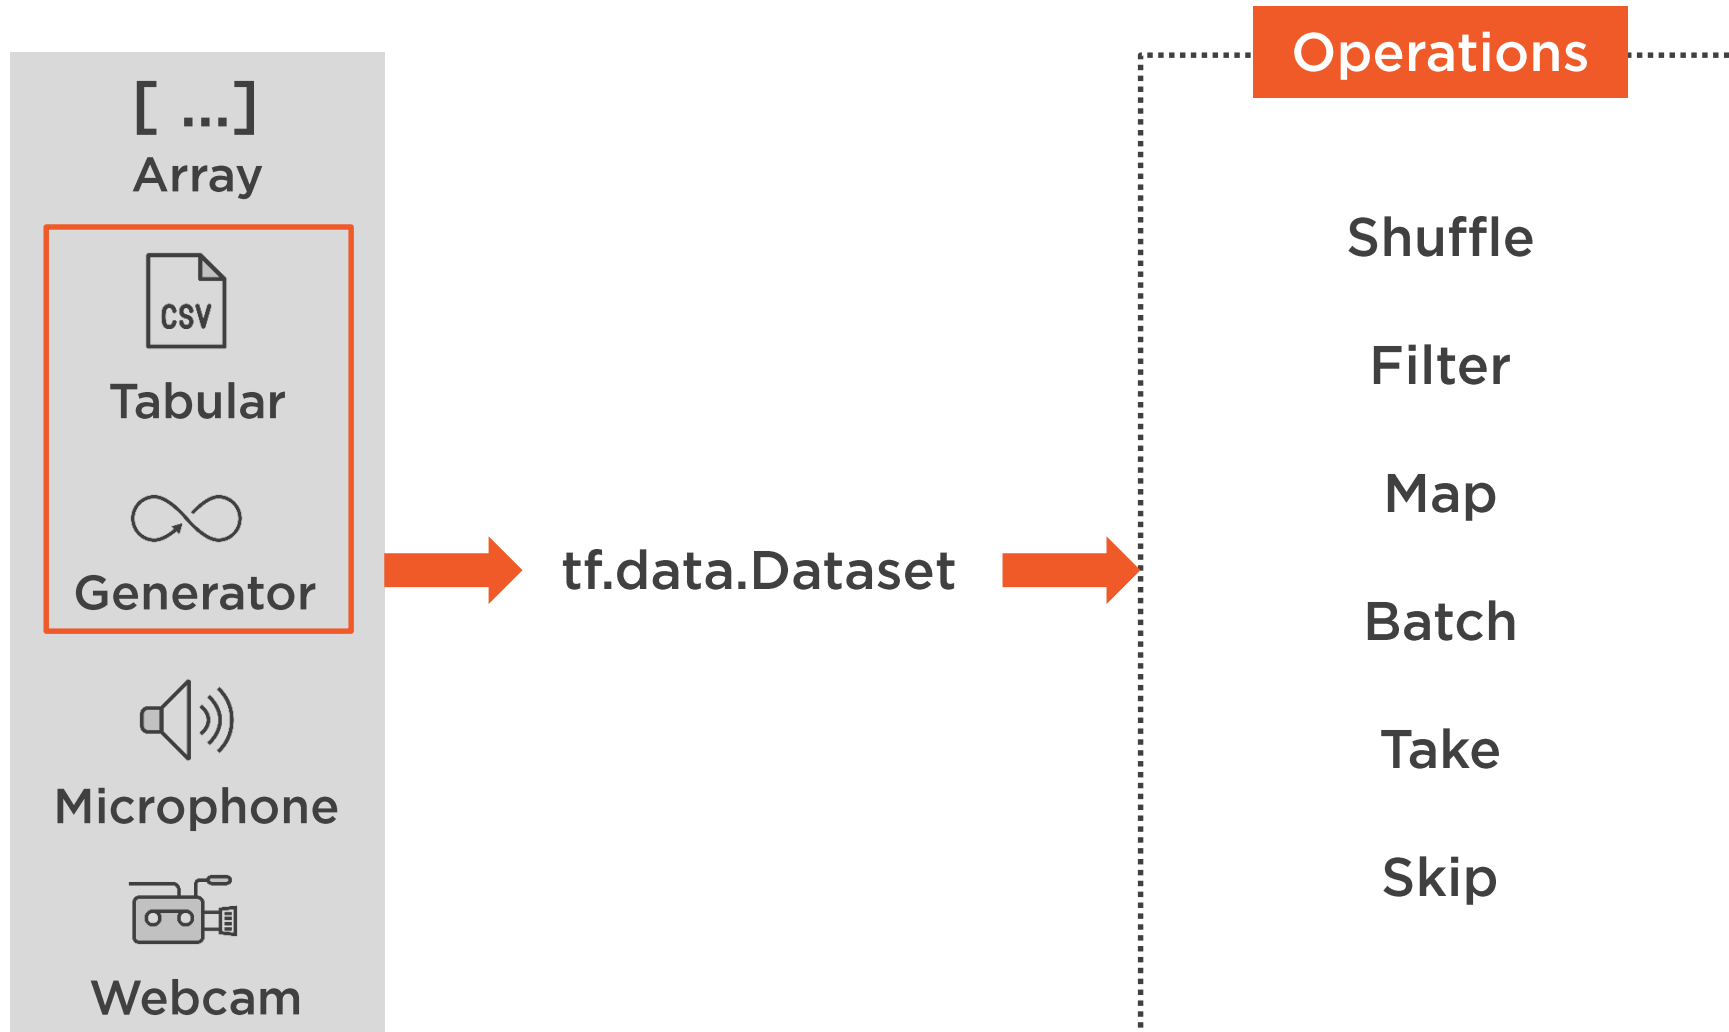 [ ...]
Array
CSV
Tabular
Generator
Microphone
Webcam
tf.data.Dataset
Operations
Shuffle
Filter
Map
Batch
Take
Skip